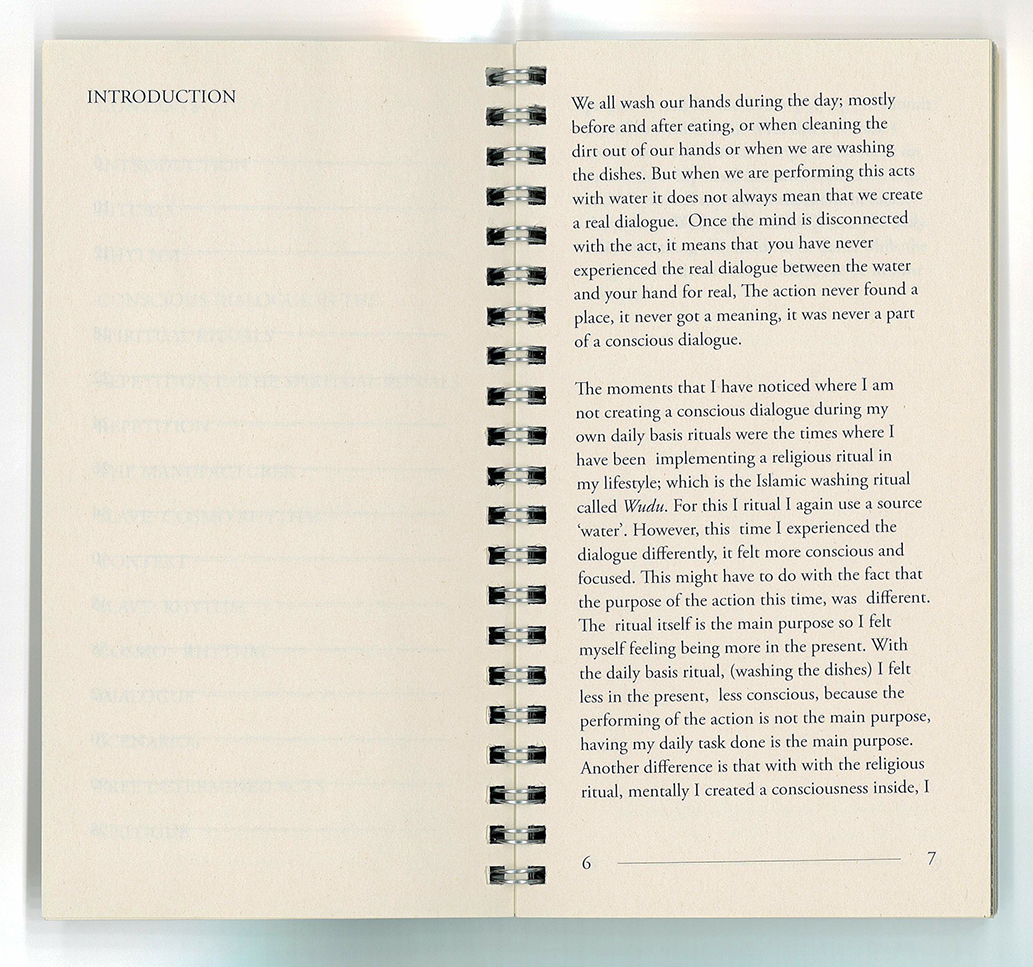 INTRODUCTION
We all wash our hands during the day; mostly
before and after eating, or when cleaning the
dirt out of our hands or when we are washing
the dishes. But when we are performing this acts
with water it does not always mean that we create
a real dialogue. Once the mind is disconnected
with the act, it means that you have never
experienced the real dialogue between the water
and your hand for real, The action never found a
place, it never got a meaning, it was never a part
of a conscious dialogue.
The moments that I have noticed where I am
not creating a conscious dialogue during my
own daily basis rituals were the times where I
have been implementing a religious ritual in
my lifestyle; which is the Islamic washing ritual
called Wudu. For this I ritual I again use a source
‘water’. However, this time I experienced the
dialogue differently, it felt more conscious and
focused. This might have to do with the fact that
the purpose of the action this time, was different.
The ritual itself is the main purpose so I felt
myself feeling being more in the present. With
the daily basis ritual, (washing the dishes) I felt
less in the present, less conscious, because the
performing of the action is not the main purpose,
having my daily task done is the main purpose.
Another difference is that with with the religious
ritual, mentally I created a consciousness inside, I
6 7